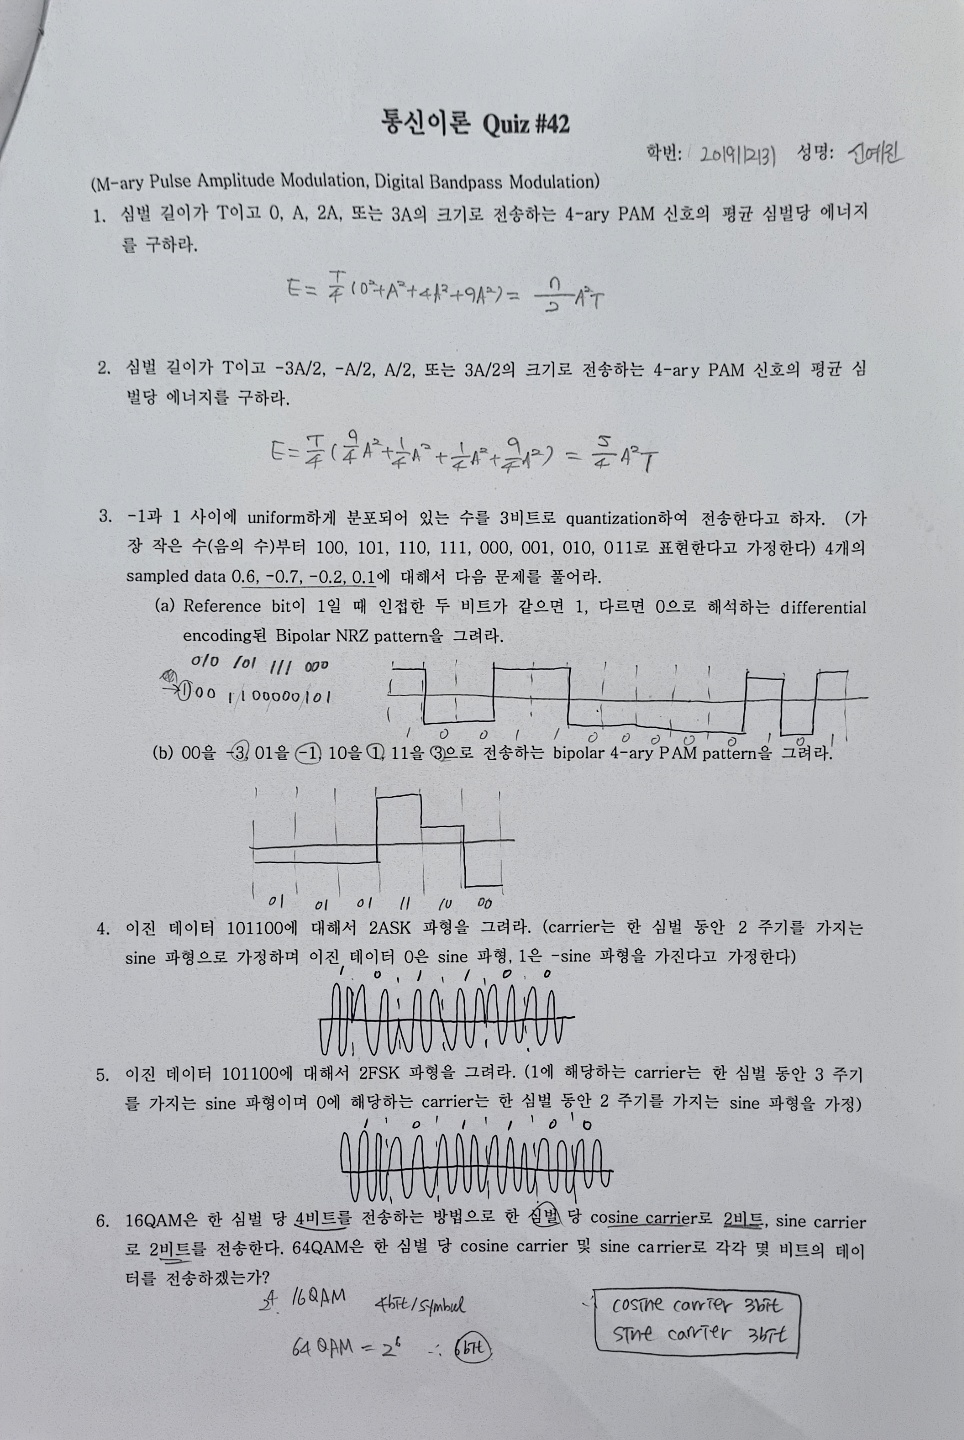 통신이론 Quiz #42
학번: 2019112131 성명: 신예린
(M-ary Pulse Amplitude Modulation, Digital Bandpass Modulation)
1. 심벌 길이가 T이고 0, A, 2A, 또는 3A의 크기로 전송하는 4-ary PAM 신호의 평균 심벌당 에너지
를 구하라.
E = T/4 (0²+A²+4A²+9A²) = 7/2 A²T
2. 심벌 길이가 T이고 -3A/2, -A/2, A/2, 또는 3A/2의 크기로 전송하는 4-ary PAM 신호의 평균 심
벌당 에너지를 구하라.
E = T/4 (9/4 A² + 1/4 A² + 1/4 A² + 9/4 A²) = 5/4 A²T
3. -1과 1 사이에 uniform하게 분포되어 있는 수를 3비트로 quantization하여 전송한다고 하자. (가
장 작은 수(음의 수)부터 100, 101, 110, 111, 000, 001, 010, 011로 표현한다고 가정한다) 4개의
sampled data 0.6, -0.7, -0.2, 0.1에 대해서 다음 문제를 풀어라.
(a) Reference bit이 1일 때 인접한 두 비트가 같으면 1, 다르면 0으로 해석하는 differential
encoding된 Bipolar NRZ pattern을 그려라.
010 101 111 000
→①00 1100000101
1 0 0 1 1 0 0 0 0 0 1 0 1
(b) 00을 -3, 01을 -1, 10을 1, 11을 3으로 전송하는 bipolar 4-ary PAM pattern을 그려라.
01 01 01 11 10 00
4. 이진 데이터 101100에 대해서 2ASK 파형을 그려라. (carrier는 한 심벌 동안 2 주기를 가지는
sine 파형으로 가정하며 이진 데이터 0은 sine 파형, 1은 -sine 파형을 가진다고 가정한다)
1 0 1 1 0 0
5. 이진 데이터 101100에 대해서 2FSK 파형을 그려라. (1에 해당하는 carrier는 한 심벌 동안 3 주기
를 가지는 sine 파형이며 0에 해당하는 carrier는 한 심벌 동안 2 주기를 가지는 sine 파형을 가정)
1 0 1 1 0 0
6. 16QAM은 한 심벌 당 4비트를 전송하는 방법으로 한 심벌 당 cosine carrier로 2비트, sine carrier
로 2비트를 전송한다. 64QAM은 한 심벌 당 cosine carrier 및 sine carrier로 각각 몇 비트의 데이
터를 전송하겠는가?
16QAM 4bit/symbol
64QAM = 2⁶ ∴ 6bit
cosine carrier 3bit
sine carrier 3bit